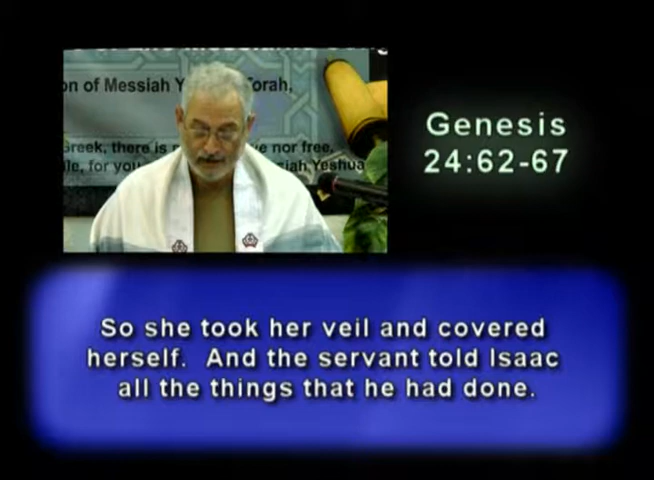 on of Messiah Y Torah,
Greek, there is ve nor free,
for you siah Yeshua
Genesis
24:62-67
So she took her veil and covered
herself. And the servant told Isaac
all the things that he had done.